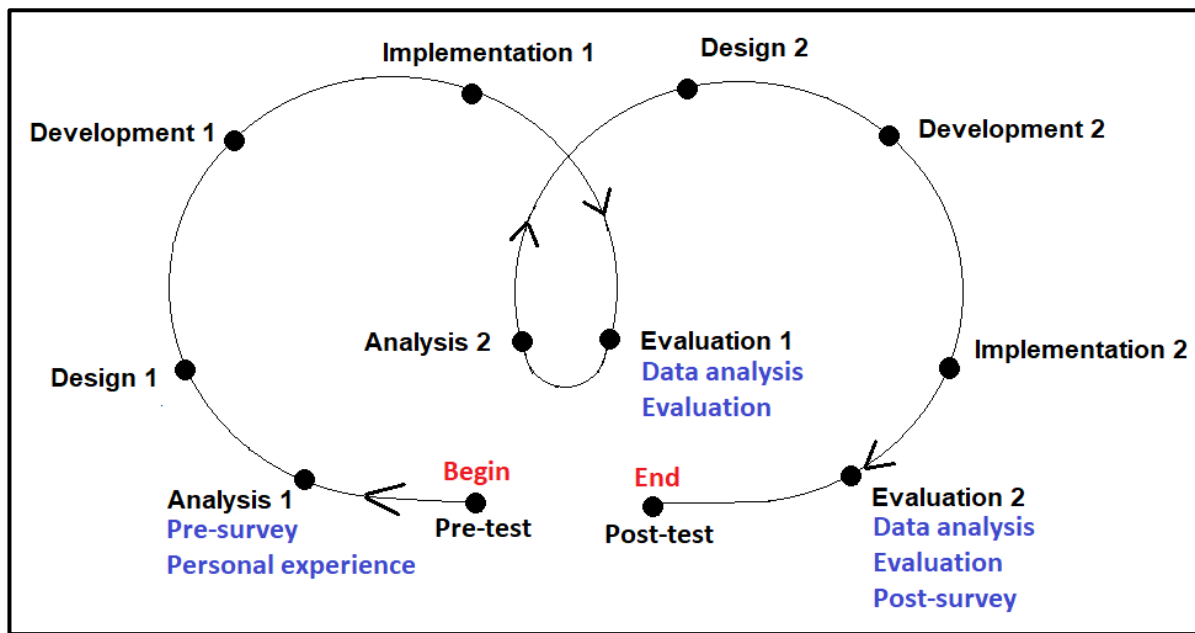 Implementation 1
Design 2
Development 1
Development 2
Analysis 2
Evaluation 1
Data analysis
Evaluation
Implementation 2
Design 1
Begin
Pre-test
End
Post-test
Analysis 1
Pre-survey
Personal experience
Evaluation 2
Data analysis
Evaluation
Post-survey